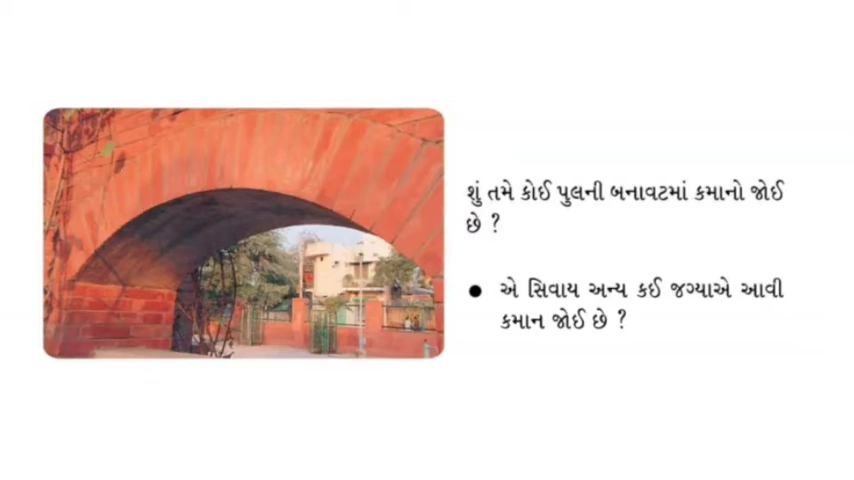 શું તમે કોઈ પુલની બનાવટમાં કમાનો જોઈ
છે ?
● એ સિવાય અન્ય કઈ જગ્યાએ આવી
કમાન જોઈ છે ?